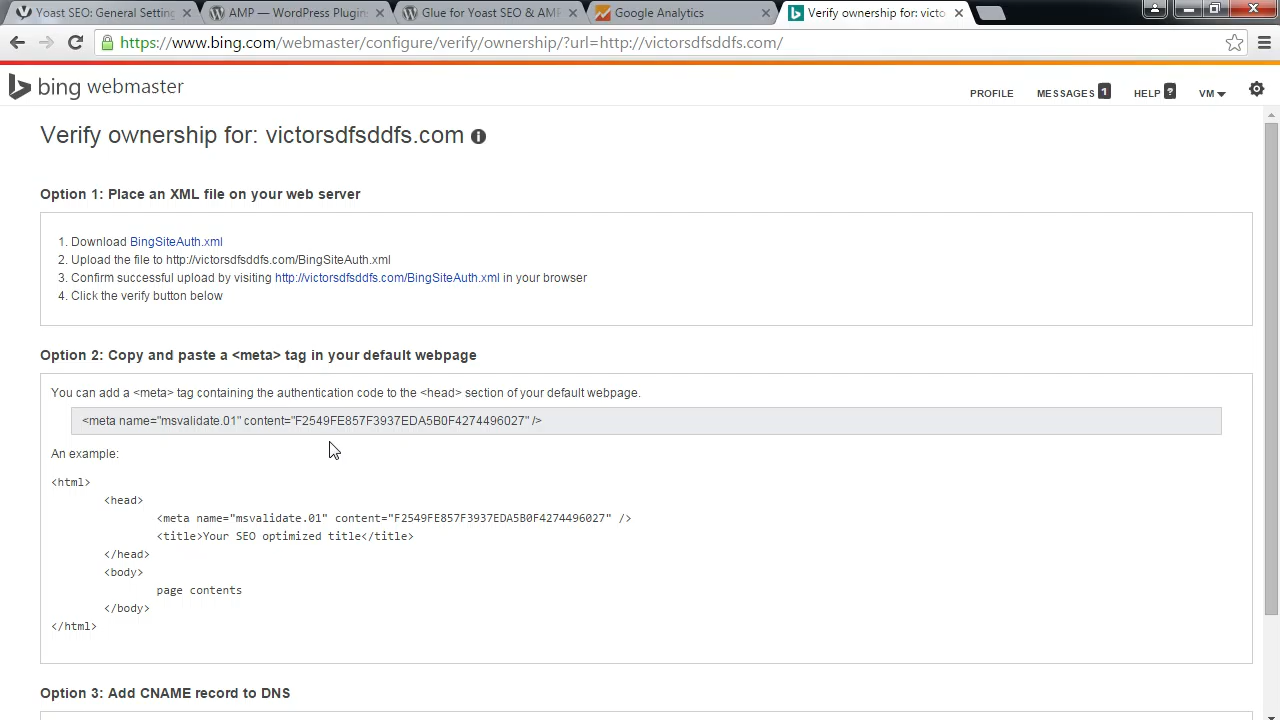 Yoast SEO: General Setting
AMP — WordPress Plugins
Glue for Yoast SEO & AMP
Google Analytics
Verify ownership for: victo
https://www.bing.com/webmaster/configure/verify/ownership/?url=http://victorsdfsddfs.com/
bing webmaster
PROFILE
MESSAGES 1
HELP ?
VM
Verify ownership for: victorsdfsddfs.com
Option 1: Place an XML file on your web server
1. Download BingSiteAuth.xml
2. Upload the file to http://victorsdfsddfs.com/BingSiteAuth.xml
3. Confirm successful upload by visiting http://victorsdfsddfs.com/BingSiteAuth.xml in your browser
4. Click the verify button below
Option 2: Copy and paste a <meta> tag in your default webpage
You can add a <meta> tag containing the authentication code to the <head> section of your default webpage.
<meta name="msvalidate.01" content="F2549FE857F3937EDA5B0F4274496027" />
An example:
<html>
<head>
<meta name="msvalidate.01" content="F2549FE857F3937EDA5B0F4274496027" />
<title>Your SEO optimized title</title>
</head>
<body>
page contents
</body>
</html>
Option 3: Add CNAME record to DNS